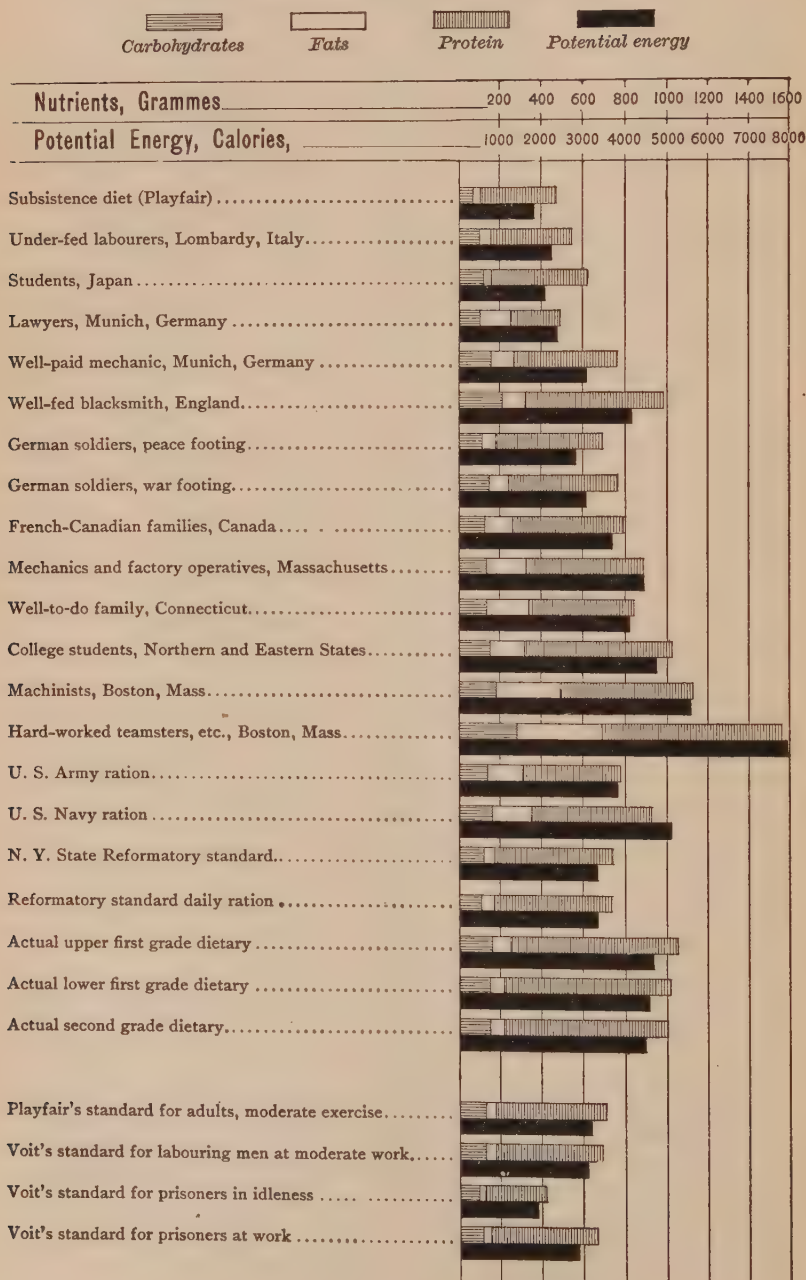 Carbohydrates Fats Protein Potential energy
Nutrients, Grammes 200 400 600 800 1000 1200 1400 1600
Potential Energy, Calories, 1000 2000 3000 4000 5000 6000 7000 8000
Subsistence diet (Playfair)
Under-fed labourers, Lombardy, Italy
Students, Japan
Lawyers, Munich, Germany
Well-paid mechanic, Munich, Germany
Well-fed blacksmith, England
German soldiers, peace footing
German soldiers, war footing
French-Canadian families, Canada
Mechanics and factory operatives, Massachusetts
Well-to-do family, Connecticut
College students, Northern and Eastern States
Machinists, Boston, Mass
Hard-worked teamsters, etc., Boston, Mass
U. S. Army ration
U. S. Navy ration
N. Y. State Reformatory standard
Reformatory standard daily ration
Actual upper first grade dietary
Actual lower first grade dietary
Actual second grade dietary
Playfair's standard for adults, moderate exercise
Voit's standard for labouring men at moderate work
Voit's standard for prisoners in idleness
Voit's standard for prisoners at work